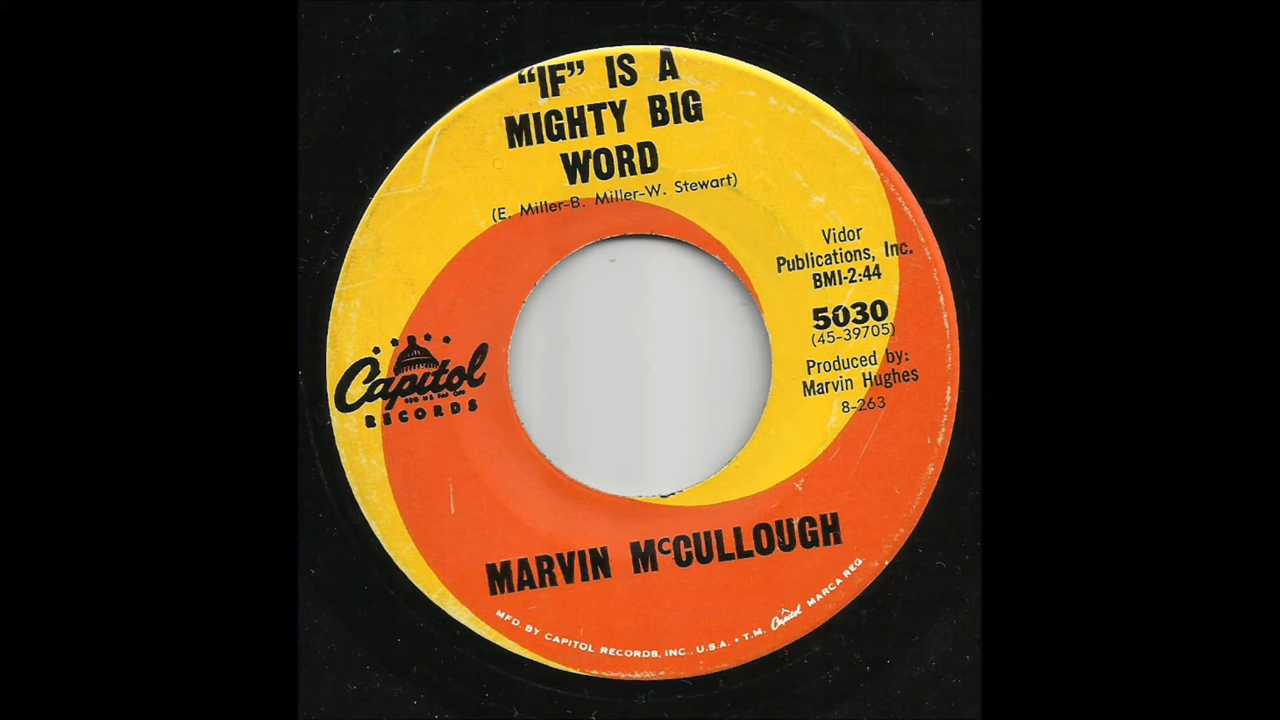 “IF” IS A
MIGHTY BIG
WORD
(E. Miller-B. Miller-W. Stewart)
Vidor
Publications, Inc.
BMI-2:44
5030
(45-39705)
Produced by:
Marvin Hughes
8-263
Capitol
RECORDS
MARVIN McCULLOUGH
MFD. BY CAPITOL RECORDS, INC., U.S.A. • T.M. Capitol MARCA REG.